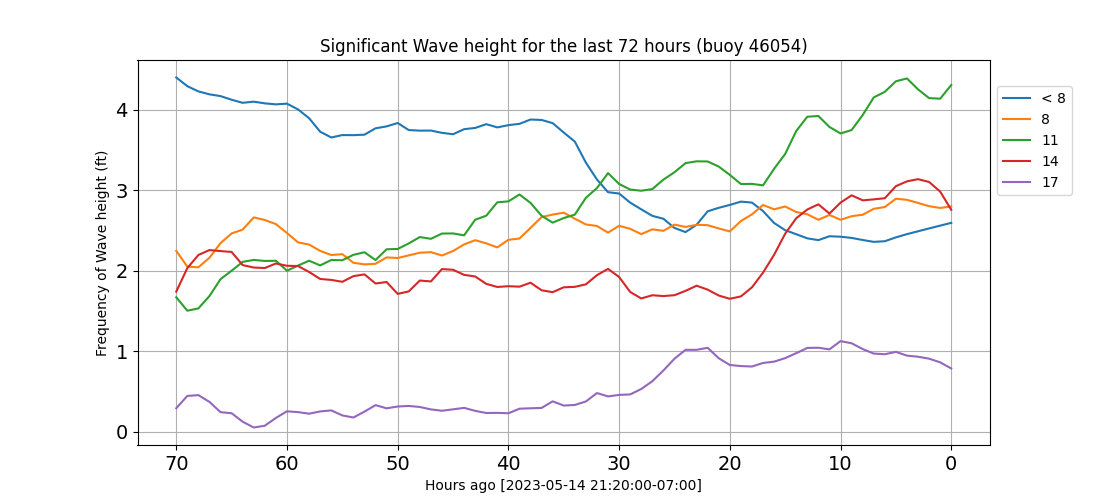 Significant Wave height for the last 72 hours (buoy 46054)
Frequency of Wave height (ft)
4
3
2
1
0
70 60 50 40 30 20 10 0
Hours ago [2023-05-14 21:20:00-07:00]
< 8
8
11
14
17